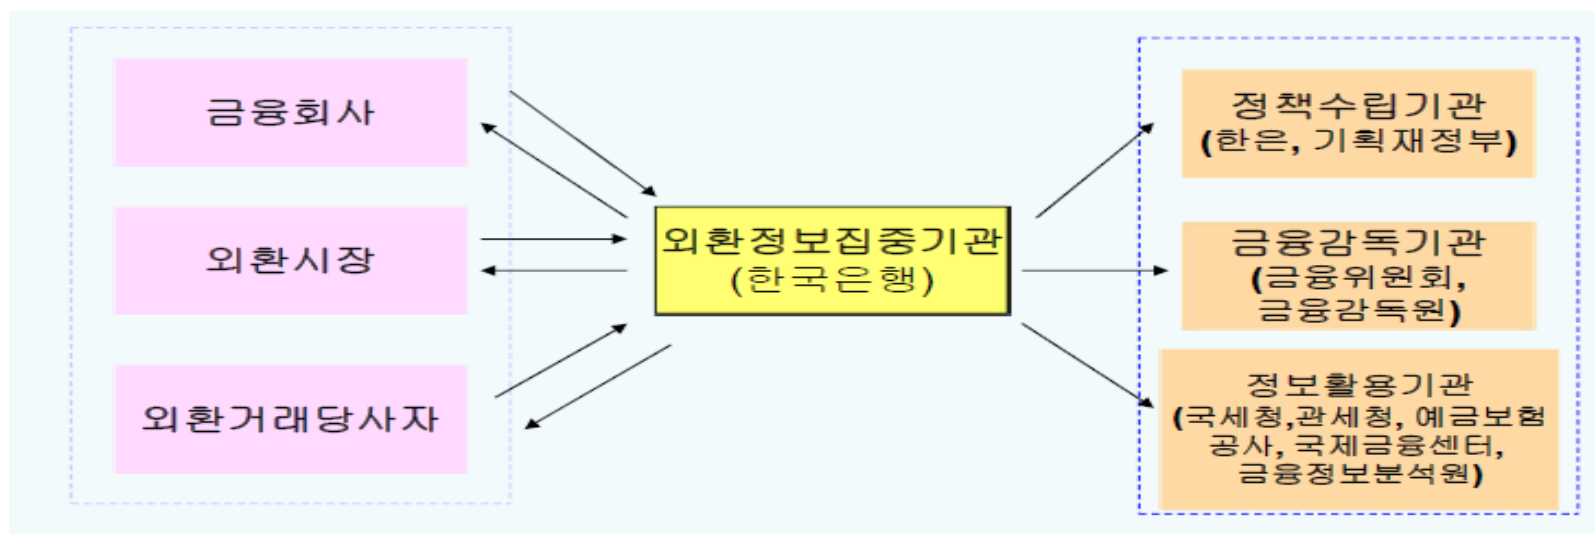 금융회사
외환시장
외환거래당사자
외환정보집중기관
(한국은행)
정책수립기관
(한은, 기획재정부)
금융감독기관
(금융위원회,
금융감독원)
정보활용기관
(국세청,관세청, 예금보험
공사, 국제금융센터,
금융정보분석원)